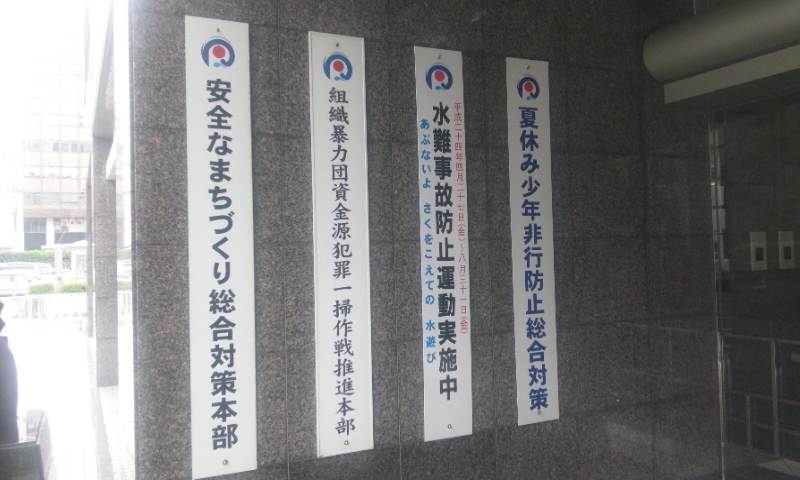 安全なまちづくり総合対策本部
組織暴力団資金源犯罪一掃作戦推進本部
平成二十四年四月二十七日(金)～八月三十一日(金)
水難事故防止運動実施中
あぶないよ さくをこえての 水遊び
夏休み少年非行防止総合対策